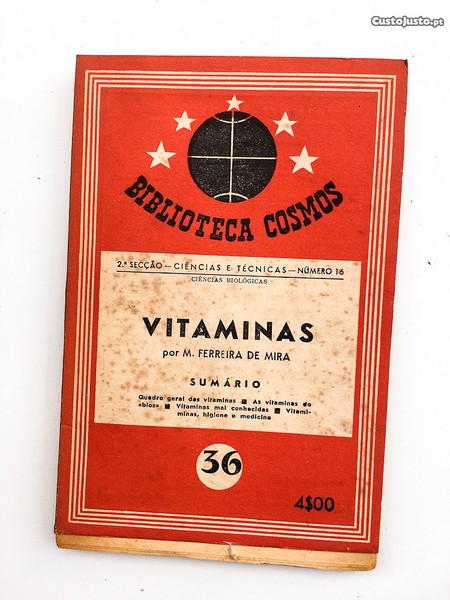 CustoJusto.pt
BIBLIOTECA COSMOS
2.ª SECÇÃO — CIÊNCIAS E TÉCNICAS — NÚMERO 16
CIÊNCIAS BIOLÓGICAS
VITAMINAS
por M. FERREIRA DE MIRA
SUMÁRIO
Quadro geral das vitaminas ■ As vitaminas do
«bios» ■ Vitaminas mal conhecidas ■ Vitami-
minas, higiene e medicina
36
4$00